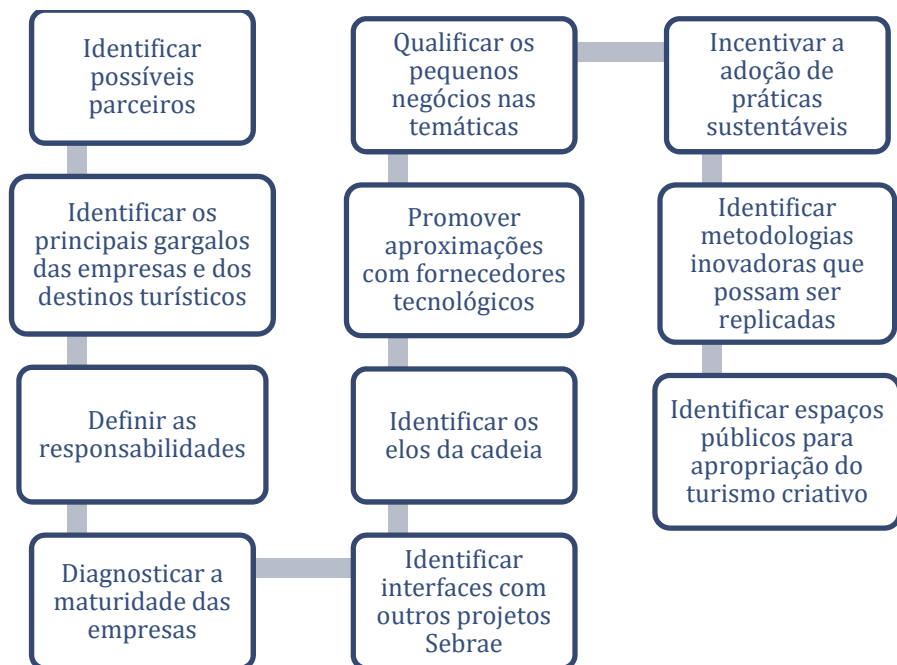 Identificar
possíveis
parceiros
Identificar os
principais gargalos
das empresas e dos
destinos turísticos
Definir as
responsabilidades
Diagnosticar a
maturidade das
empresas
Identificar
interfaces com
outros projetos
Sebrae
Identificar os
elos da cadeia
Promover
aproximações
com fornecedores
tecnológicos
Qualificar os
pequenos
negócios nas
temáticas
Incentivar a
adoção de
práticas
sustentáveis
Identificar
metodologias
inovadoras que
possam ser
replicadas
Identificar espaços
públicos para
apropriação do
turismo criativo